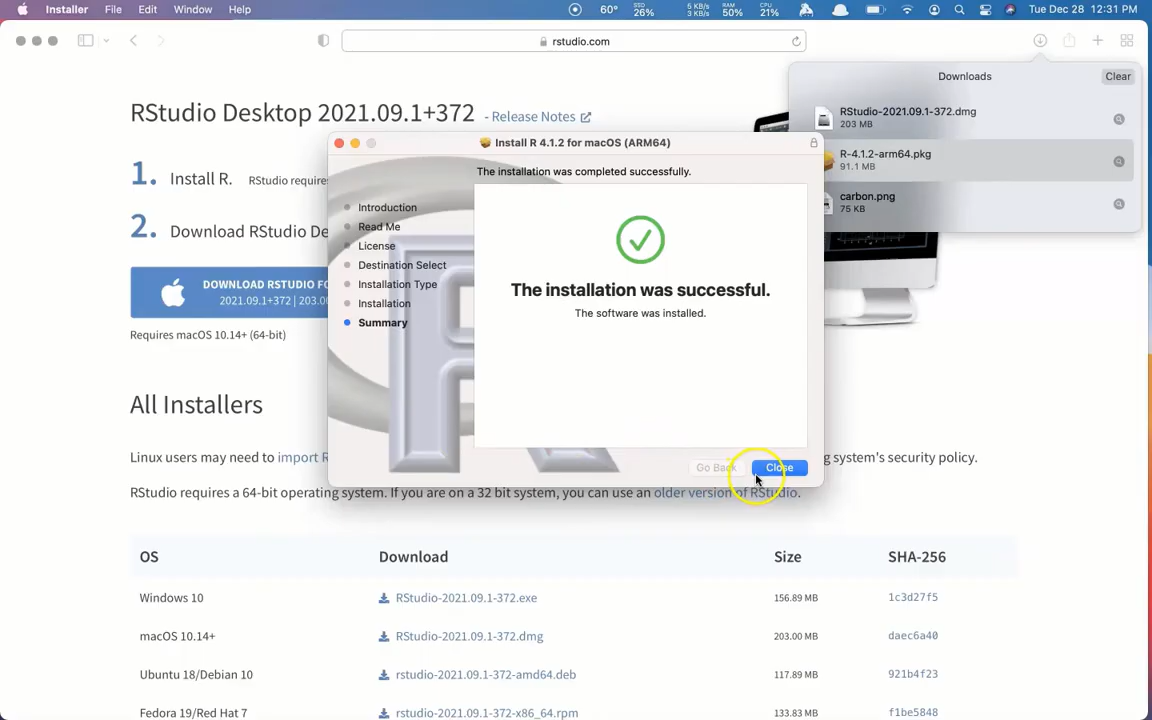 Installer File Edit Window Help
60° SSD 26% 5 KB/s 3 KB/s RAM 50% CPU 21% Tue Dec 28 12:31 PM
rstudio.com
Downloads Clear
RStudio-2021.09.1-372.dmg
203 MB
R-4.1.2-arm64.pkg
91.1 MB
carbon.png
75 KB
RStudio Desktop 2021.09.1+372 - Release Notes
1. Install R. RStudio requires
2. Download RStudio De
DOWNLOAD RSTUDIO FO
2021.09.1+372 | 203.0
Requires macOS 10.14+ (64-bit)
Install R 4.1.2 for macOS (ARM64)
The installation was completed successfully.
Introduction
Read Me
License
Destination Select
Installation Type
Installation
Summary
The installation was successful.
The software was installed.
Go Back Close
All Installers
Linux users may need to import R g system's security policy.
RStudio requires a 64-bit operating system. If you are on a 32 bit system, you can use an older version of RStudio.
OS Download Size SHA-256
Windows 10 RStudio-2021.09.1-372.exe 156.89 MB 1c3d27f5
macOS 10.14+ RStudio-2021.09.1-372.dmg 203.00 MB daec6a40
Ubuntu 18/Debian 10 rstudio-2021.09.1-372-amd64.deb 117.89 MB 921b4f23
Fedora 19/Red Hat 7 rstudio-2021.09.1-372-x86_64.rpm 133.83 MB f1be5848